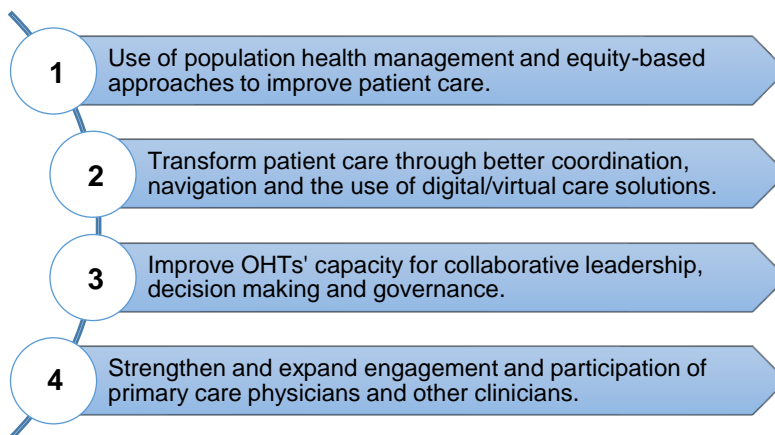 1
Use of population health management and equity-based
approaches to improve patient care.
2
Transform patient care through better coordination,
navigation and the use of digital/virtual care solutions.
3
Improve OHTs' capacity for collaborative leadership,
decision making and governance.
4
Strengthen and expand engagement and participation of
primary care physicians and other clinicians.